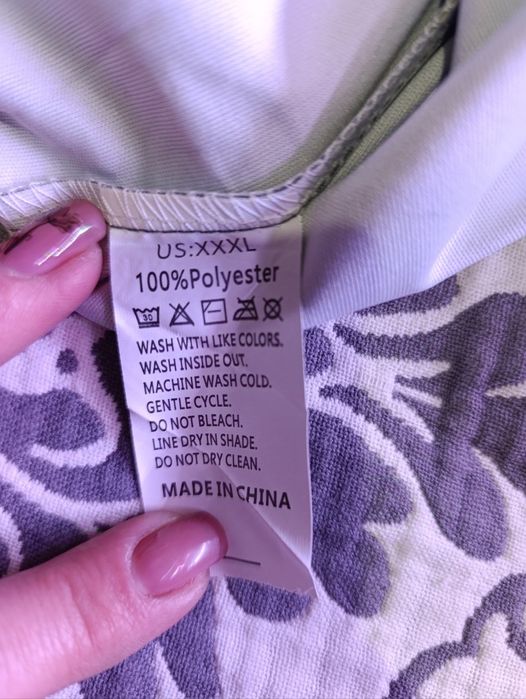 US:XXXL
100%Polyester
30
WASH WITH LIKE COLORS.
WASH INSIDE OUT.
MACHINE WASH COLD.
GENTLE CYCLE.
DO NOT BLEACH.
LINE DRY IN SHADE.
DO NOT DRY CLEAN.
MADE IN CHINA